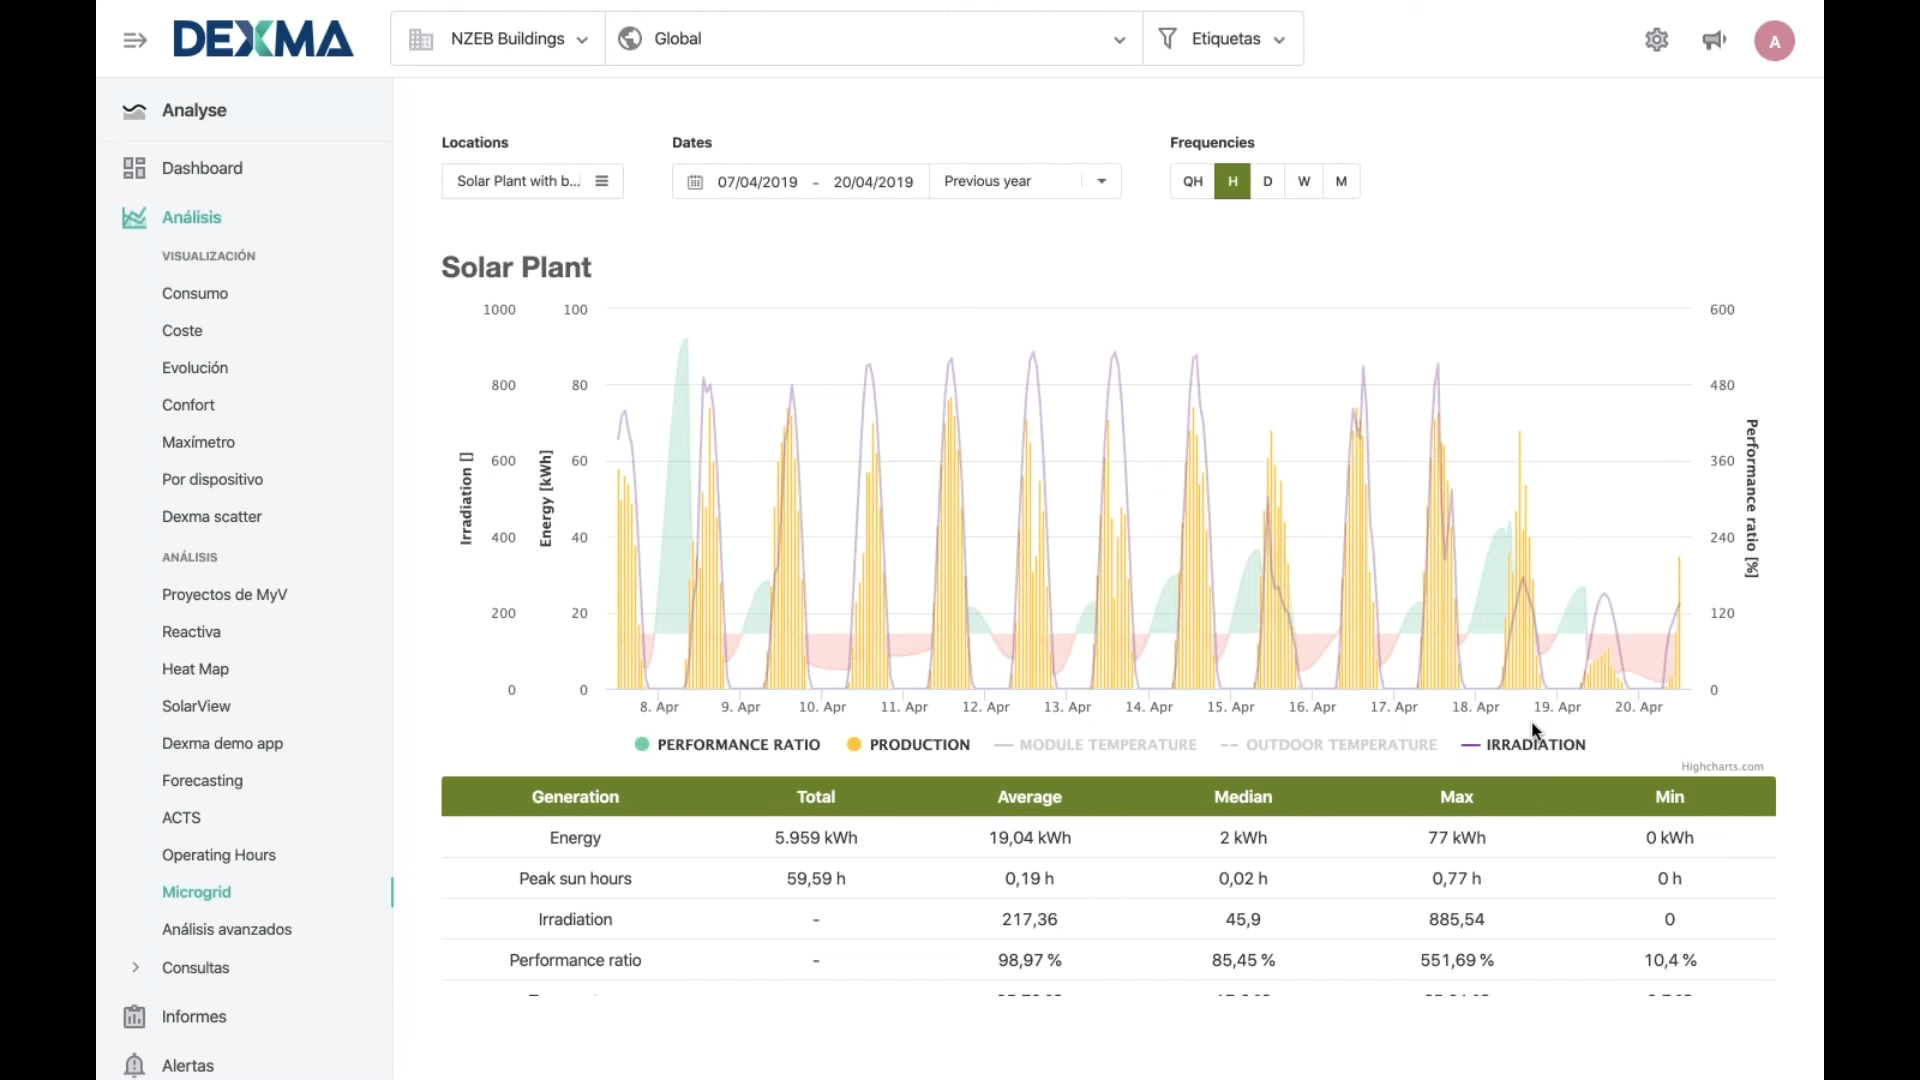 DEXMA NZEB Buildings Global Etiquetas A
Analyse
Dashboard
Análisis
VISUALIZACIÓN
Consumo
Coste
Evolución
Confort
Maxímetro
Por dispositivo
Dexma scatter
ANÁLISIS
Proyectos de MyV
Reactiva
Heat Map
SolarView
Dexma demo app
Forecasting
ACTS
Operating Hours
Microgrid
Análisis avanzados
Consultas
Informes
Alertas
Locations Dates Frequencies
Solar Plant with b... 07/04/2019 - 20/04/2019 Previous year QH H D W M
Solar Plant
1000 100 600
800 80 480
600 60 360
400 40 240
200 20 120
0 0 0
Irradiation []
Energy [kWh]
Performance ratio [%]
8. Apr 9. Apr 10. Apr 11. Apr 12. Apr 13. Apr 14. Apr 15. Apr 16. Apr 17. Apr 18. Apr 19. Apr 20. Apr
PERFORMANCE RATIO PRODUCTION MODULE TEMPERATURE OUTDOOR TEMPERATURE IRRADIATION
Highcharts.com
Generation Total Average Median Max Min
Energy 5.959 kWh 19,04 kWh 2 kWh 77 kWh 0 kWh
Peak sun hours 59,59 h 0,19 h 0,02 h 0,77 h 0 h
Irradiation - 217,36 45,9 885,54 0
Performance ratio - 98,97 % 85,45 % 551,69 % 10,4 %